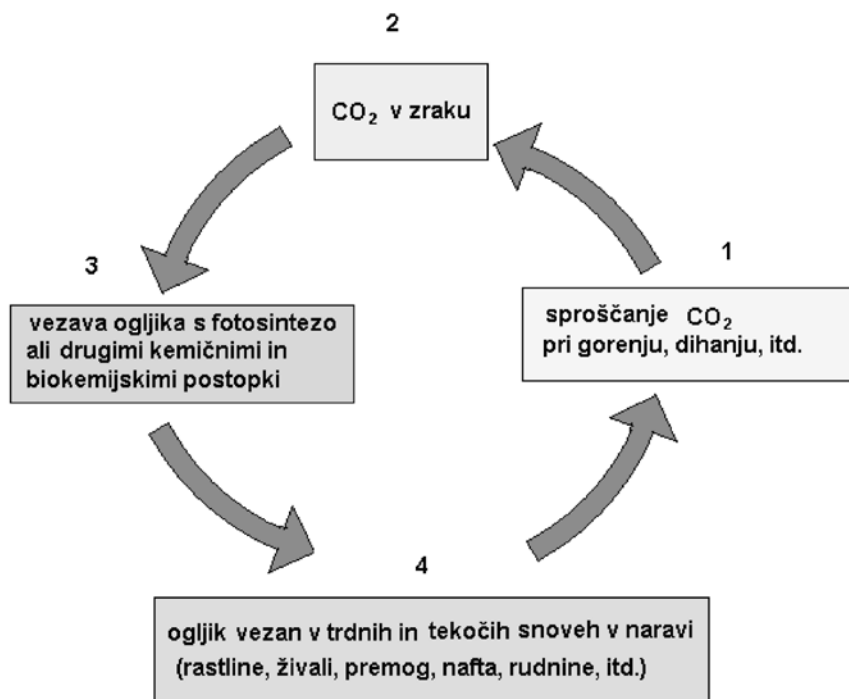 2
CO₂ v zraku
3
vezava ogljika s fotosintezo
ali drugimi kemičnimi in
biokemijskimi postopki
1
sproščanje CO₂
pri gorenju, dihanju, itd.
4
ogljik vezan v trdnih in tekočih snoveh v naravi
(rastline, živali, premog, nafta, rudnine, itd.)